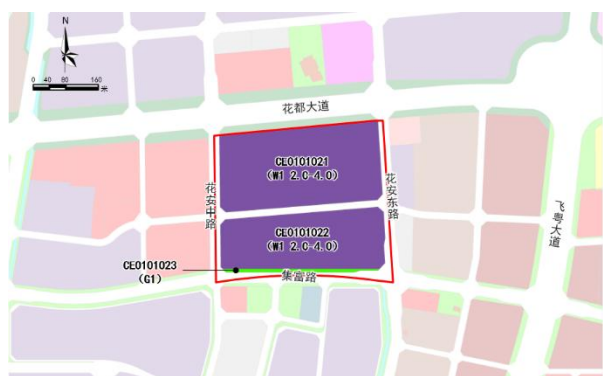 N
0 40 80 160
米
花都大道
CE0101021
(W1 2.0-4.0)
花安中路
花安东路
飞粤大道
CE0101022
(W1 2.0-4.0)
CE0101023
(G1)
集富路